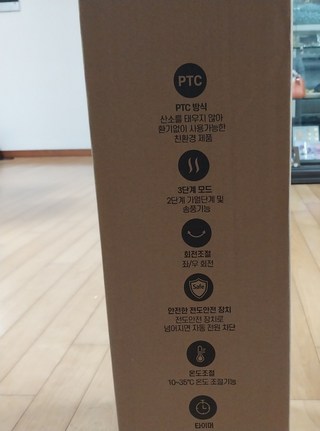 PTC
PTC 방식
산소를 태우지 않아
환기없이 사용가능한
친환경 제품
3단계 모드
2단계 가열단계 및
송풍기능
회전조절
좌/우 회전
Safe
안전한 전도안전 장치
전도안전 장치로
넘어지면 자동 전원 차단
온도조절
10~35℃ 온도 조절기능
타이머